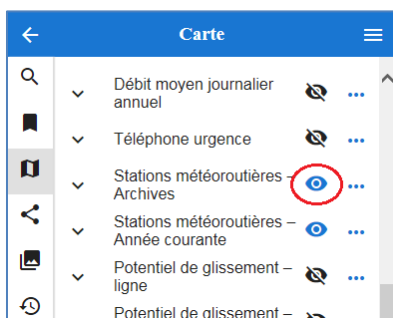 Carte
Débit moyen journalier
annuel
Téléphone urgence
Stations météoroutières –
Archives
Stations météoroutières –
Année courante
Potentiel de glissement –
ligne
Potentiel de glissement –